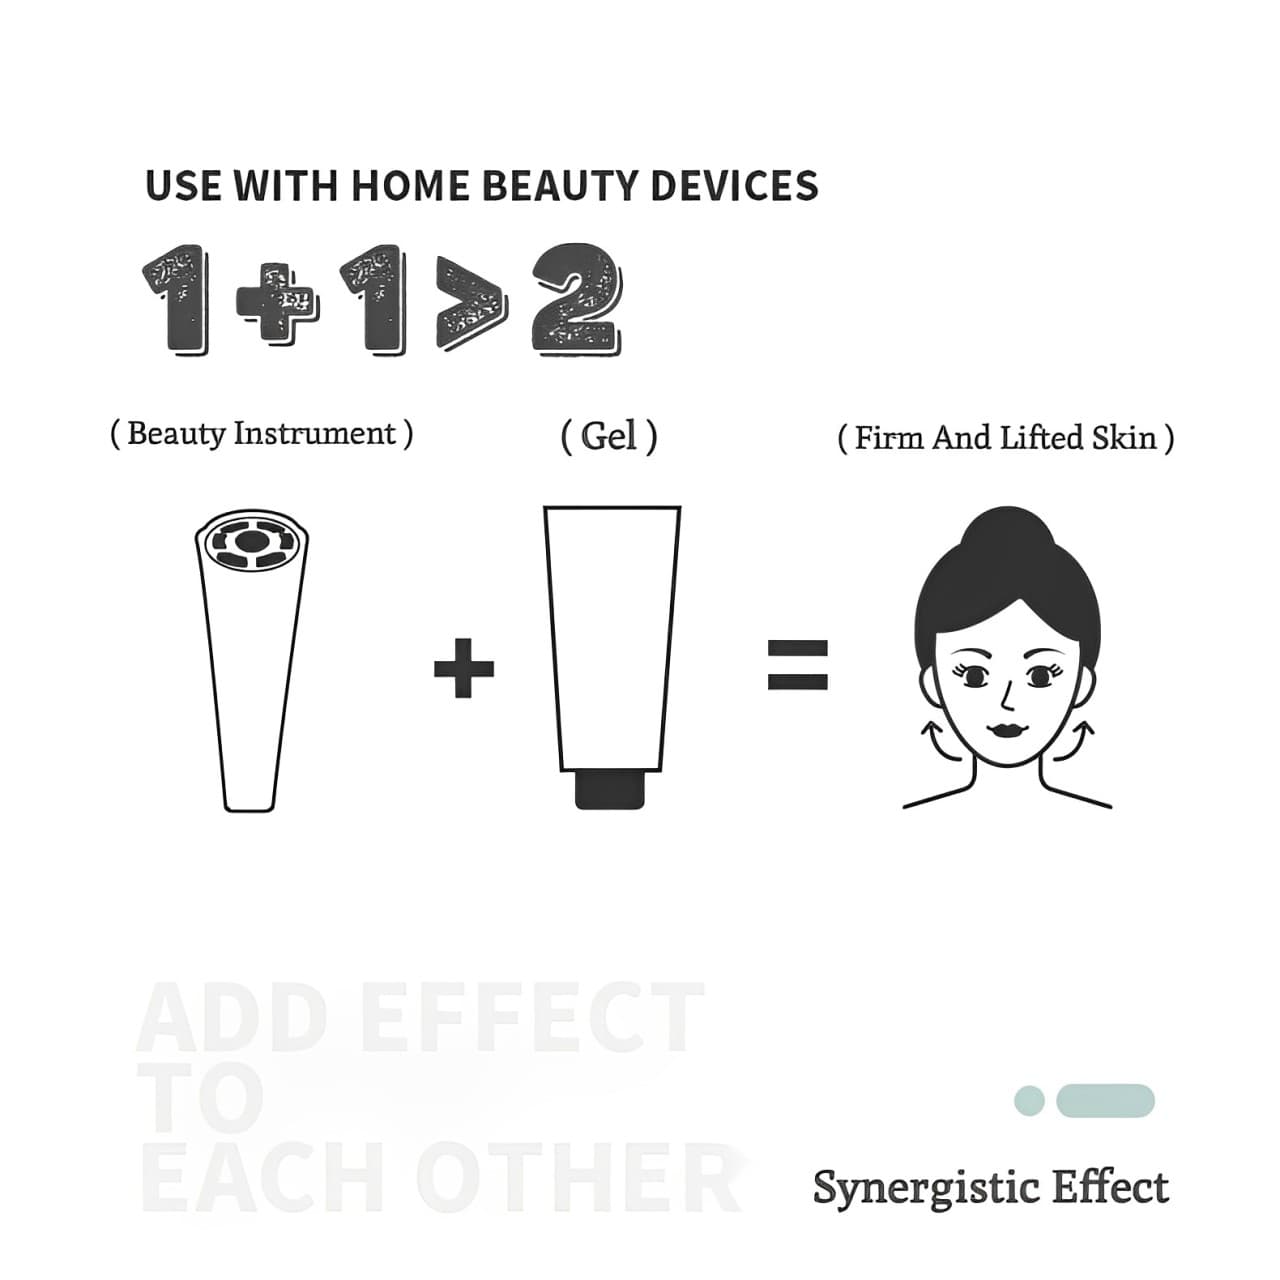 USE WITH HOME BEAUTY DEVICES
1+1>2
( Beauty Instrument ) ( Gel ) ( Firm And Lifted Skin )
+ =
ADD EFFECT
TO
EACH OTHER
Synergistic Effect